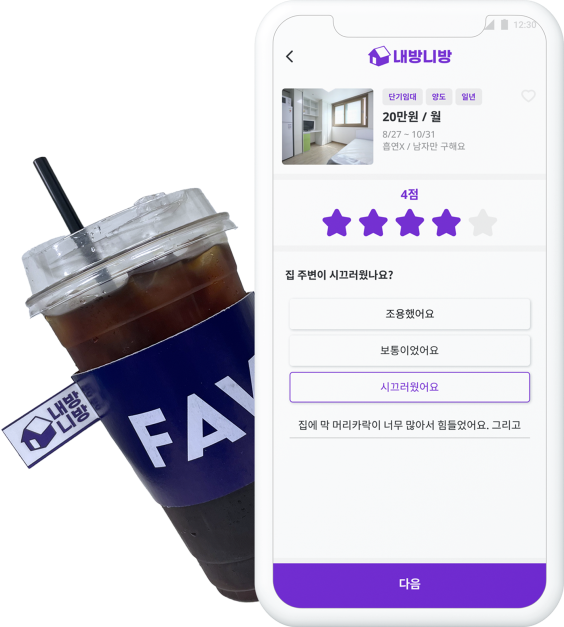 12:30
내방니방
단기임대 양도 일년
20만원 / 월
8/27 ~ 10/31
흡연X / 남자만 구해요
4점
집 주변이 시끄러웠나요?
조용했어요
보통이었어요
시끄러웠어요
집에 막 머리카락이 너무 많아서 힘들었어요. 그리고
다음
내방
니방
FAV